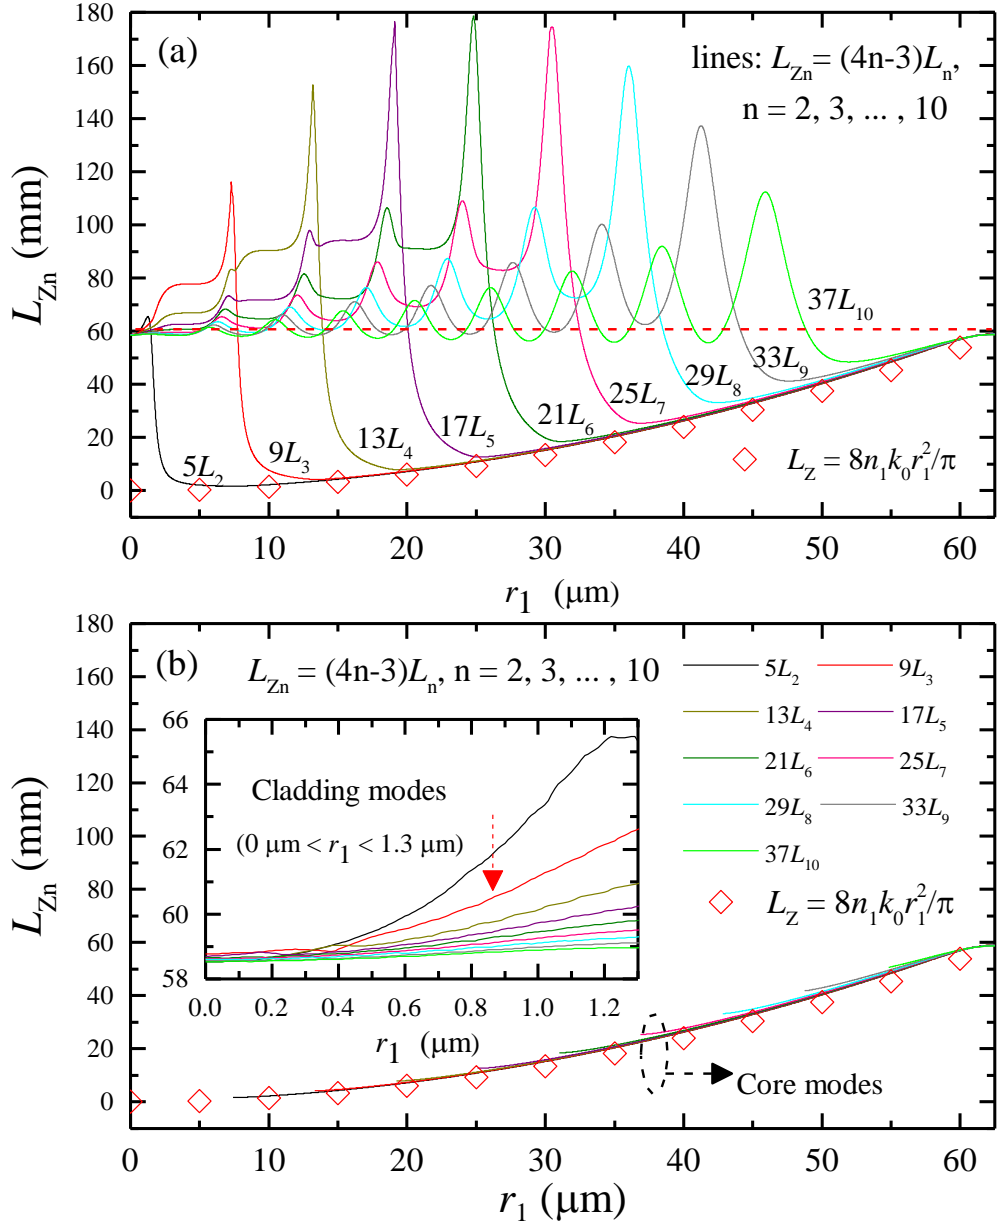 (a)
lines: L_Zn = (4n-3)L_n,
n = 2, 3, ... , 10
L_Zn (mm)
180
160
140
120
100
80
60
40
20
0
5L_2
9L_3
13L_4
17L_5
21L_6
25L_7
29L_8
33L_9
37L_10
L_Z = 8n_1k_0r_1^2/π
0 10 20 30 40 50 60
r_1 (μm)
(b)
L_Zn = (4n-3)L_n, n = 2, 3, ... , 10
L_Zn (mm)
180
160
140
120
100
80
60
40
20
0
5L_2 9L_3
13L_4 17L_5
21L_6 25L_7
29L_8 33L_9
37L_10
L_Z = 8n_1k_0r_1^2/π
66
64
62
60
58
Cladding modes
(0 μm < r_1 < 1.3 μm)
0.0 0.2 0.4 0.6 0.8 1.0 1.2
r_1 (μm)
Core modes
0 10 20 30 40 50 60
r_1 (μm)